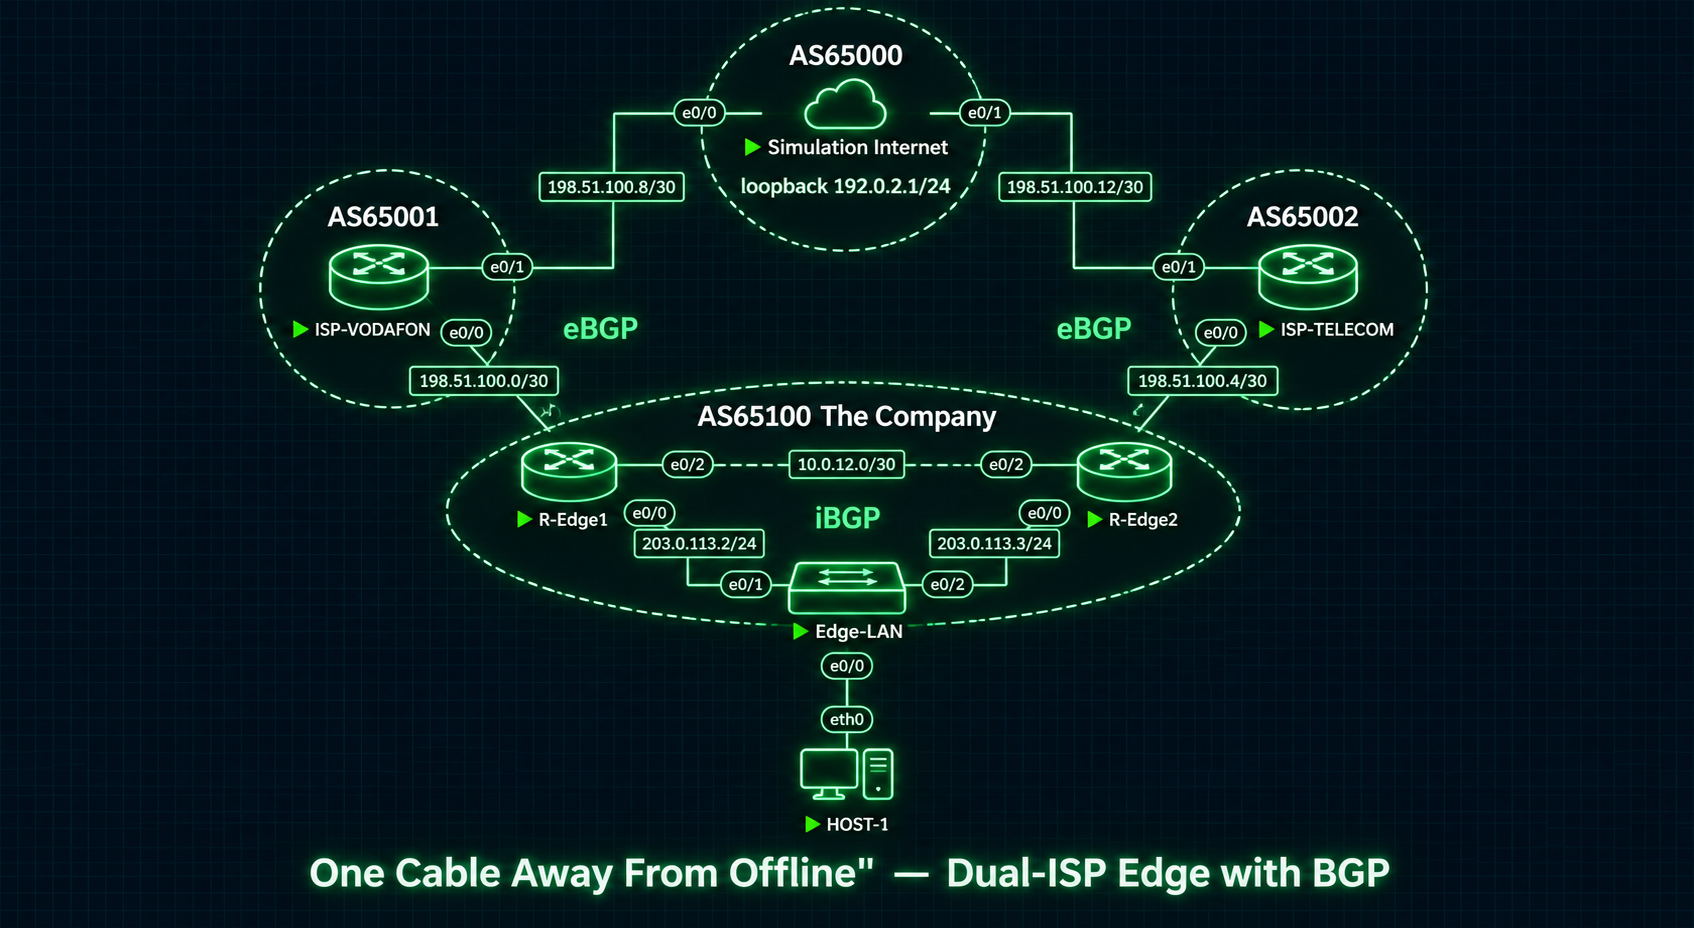 AS65000
e0/0
e0/1
Simulation Internet
198.51.100.8/30
loopback 192.0.2.1/24
198.51.100.12/30
AS65001
AS65002
e0/1
e0/1
ISP-VODAFON
e0/0
eBGP
eBGP
e0/0
ISP-TELECOM
198.51.100.0/30
198.51.100.4/30
AS65100 The Company
e0/2
10.0.12.0/30
e0/2
R-Edge1
e0/0
iBGP
e0/0
R-Edge2
203.0.113.2/24
203.0.113.3/24
e0/1
e0/2
Edge-LAN
e0/0
eth0
HOST-1
One Cable Away From Offline" — Dual-ISP Edge with BGP